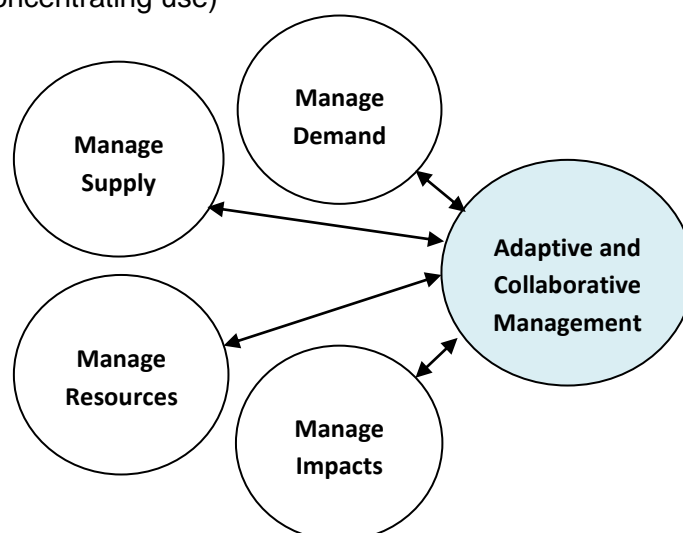 oncentrating use)
Manage
Demand
Manage
Supply
Adaptive and
Collaborative
Management
Manage
Resources
Manage
Impacts